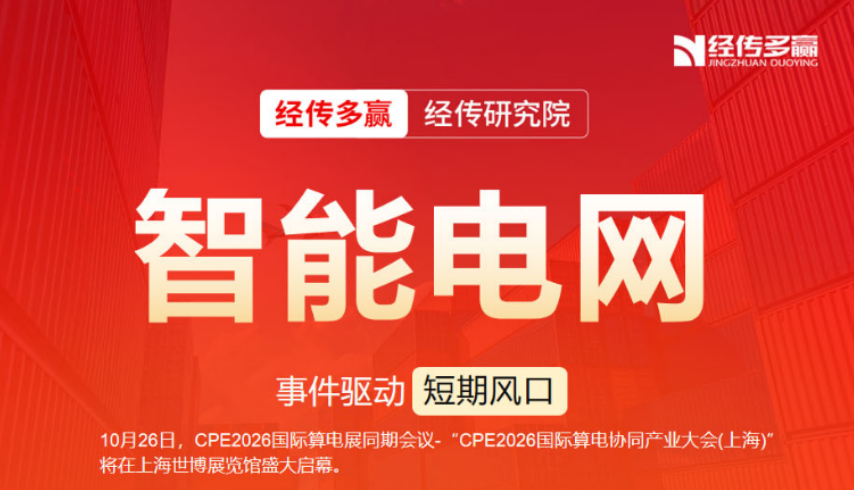 经传多赢
JINGZHUAN DUOYING
经传多赢 经传研究院
智能电网
事件驱动 短期风口
10月26日，CPE2026国际算电展同期会议-“CPE2026国际算电协同产业大会(上海)”
将在上海世博展览馆盛大启幕。